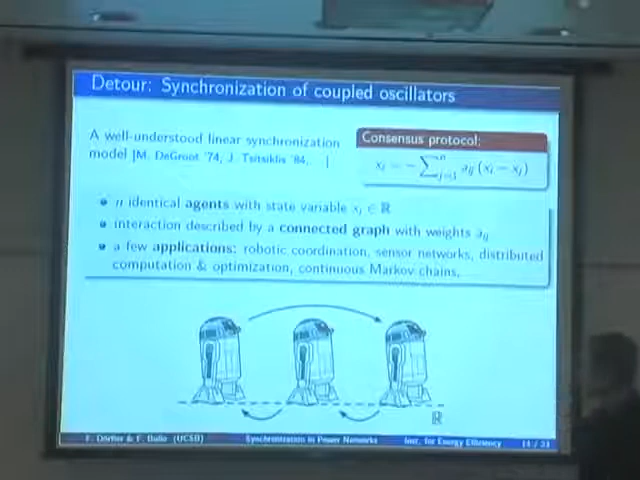 Detour: Synchronization of coupled oscillators
A well-understood linear synchronization
model [M. DeGroot '74, J. Tsitsiklis '84, ... ]
Consensus protocol:
ẋᵢ = − ∑ⁿⱼ₌₁ aᵢⱼ (xᵢ − xⱼ)
n identical agents with state variable xᵢ ∈ ℝ
interaction described by a connected graph with weights aᵢⱼ
a few applications: robotic coordination, sensor networks, distributed
computation & optimization, continuous Markov chains, ...
ℝ
F. Dörfler & F. Bullo (UCSB) Synchronization in Power Networks Inst. for Energy Efficiency 14 / 31